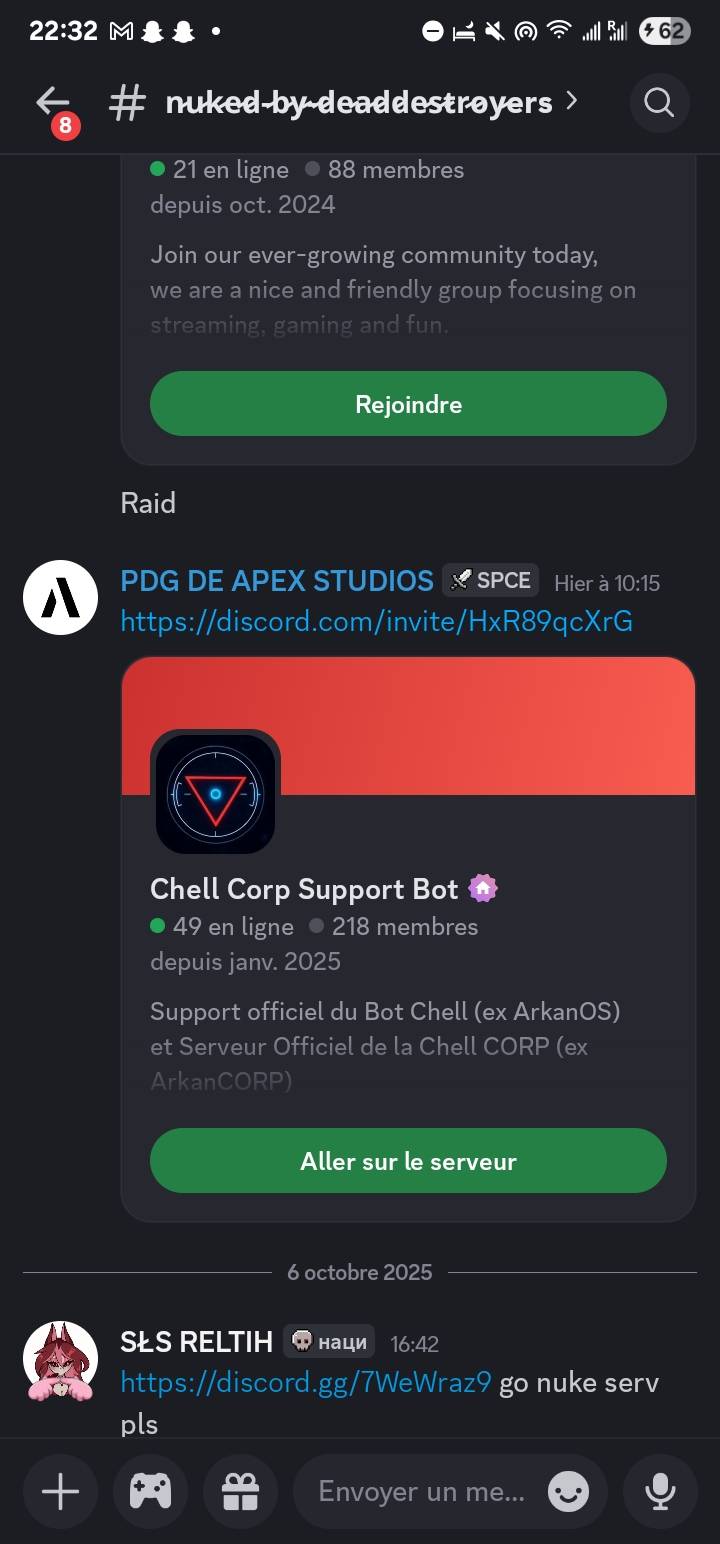 22:32
R
62
8
# nuked-by-deaddestrøyers
21 en ligne 88 membres
depuis oct. 2024
Join our ever-growing community today,
we are a nice and friendly group focusing on
streaming, gaming and fun.
Rejoindre
Raid
PDG DE APEX STUDIOS SPCE Hier à 10:15
https://discord.com/invite/HxR89qcXrG
Chell Corp Support Bot
49 en ligne 218 membres
depuis janv. 2025
Support officiel du Bot Chell (ex ArkanOS)
et Serveur Officiel de la Chell CORP (ex
ArkanCORP)
Aller sur le serveur
6 octobre 2025
SŁS RELTIH наци 16:42
https://discord.gg/7WeWraz9 go nuke serv
pls
Envoyer un me...